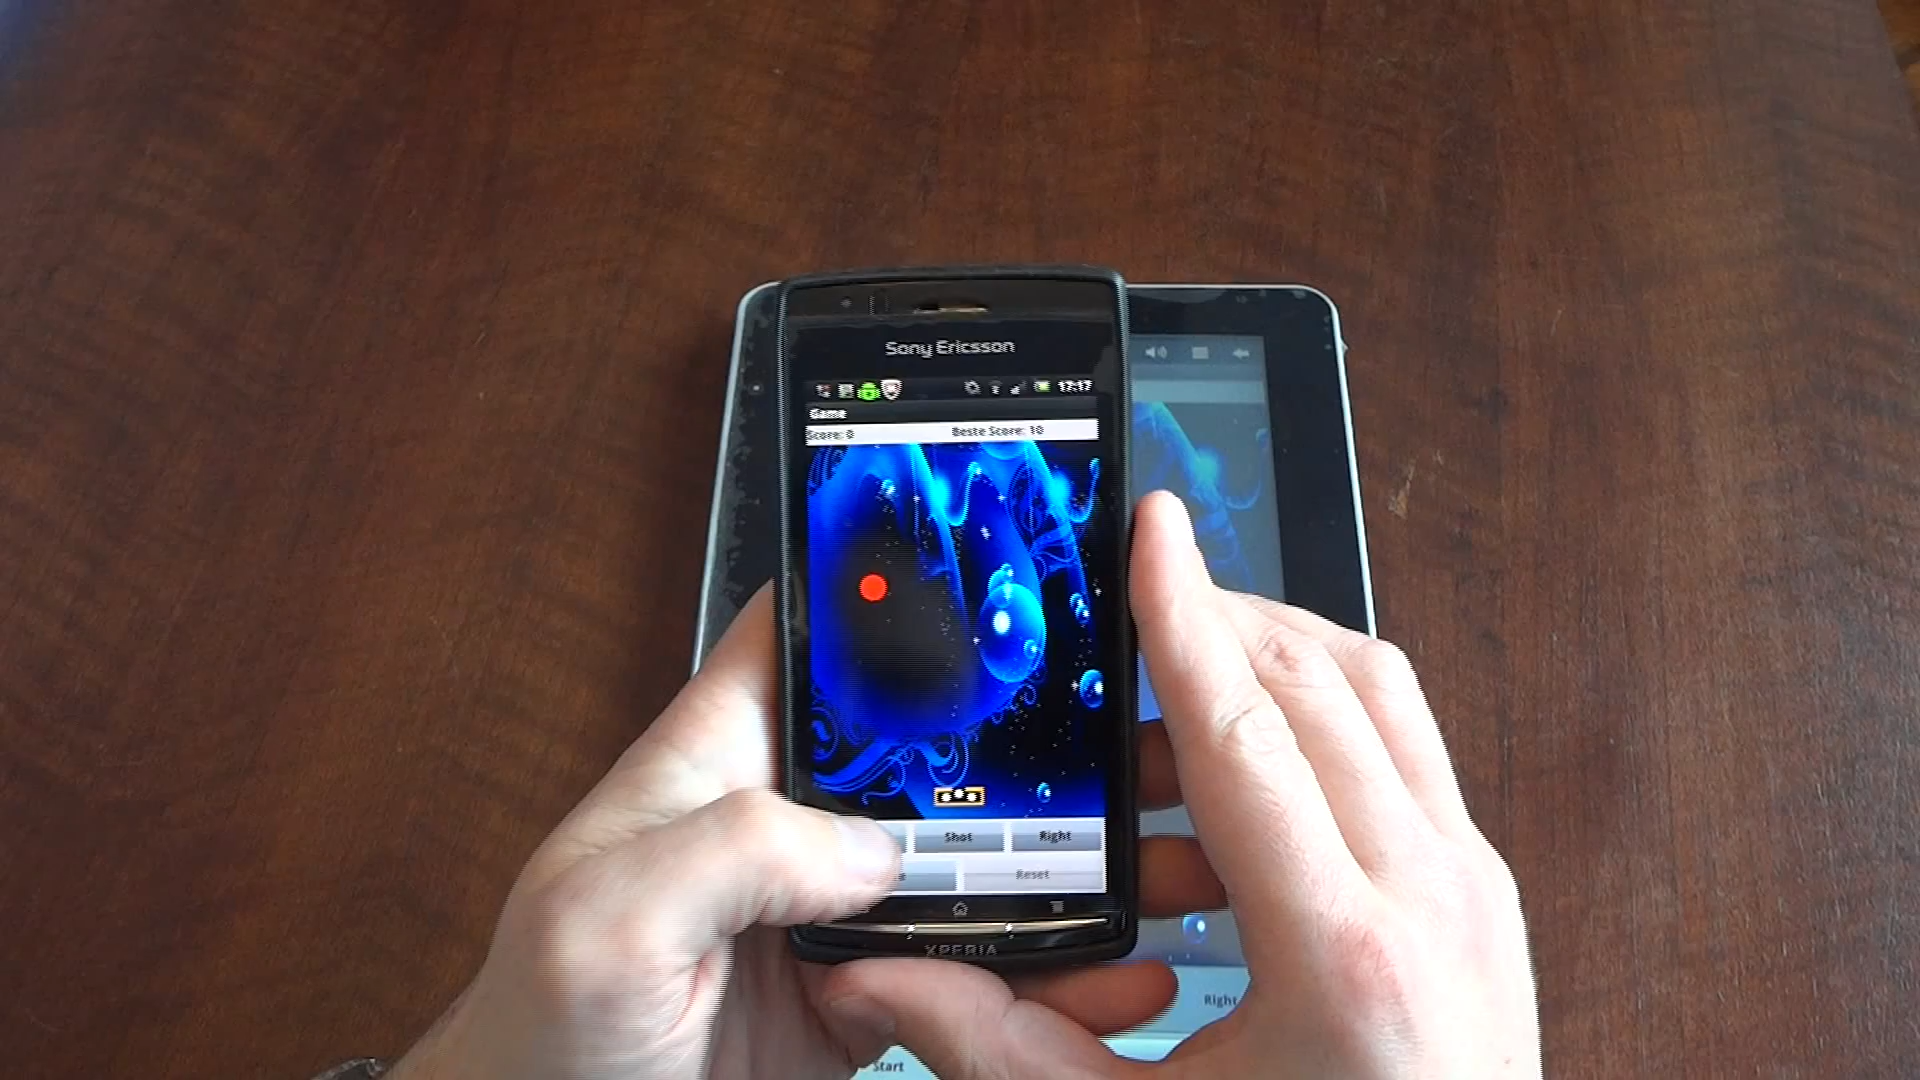 Sony Ericsson
17:17
Game
Score: 0 Beste Score: 10
Shot Right
Reset
XPERIA
Right
Start